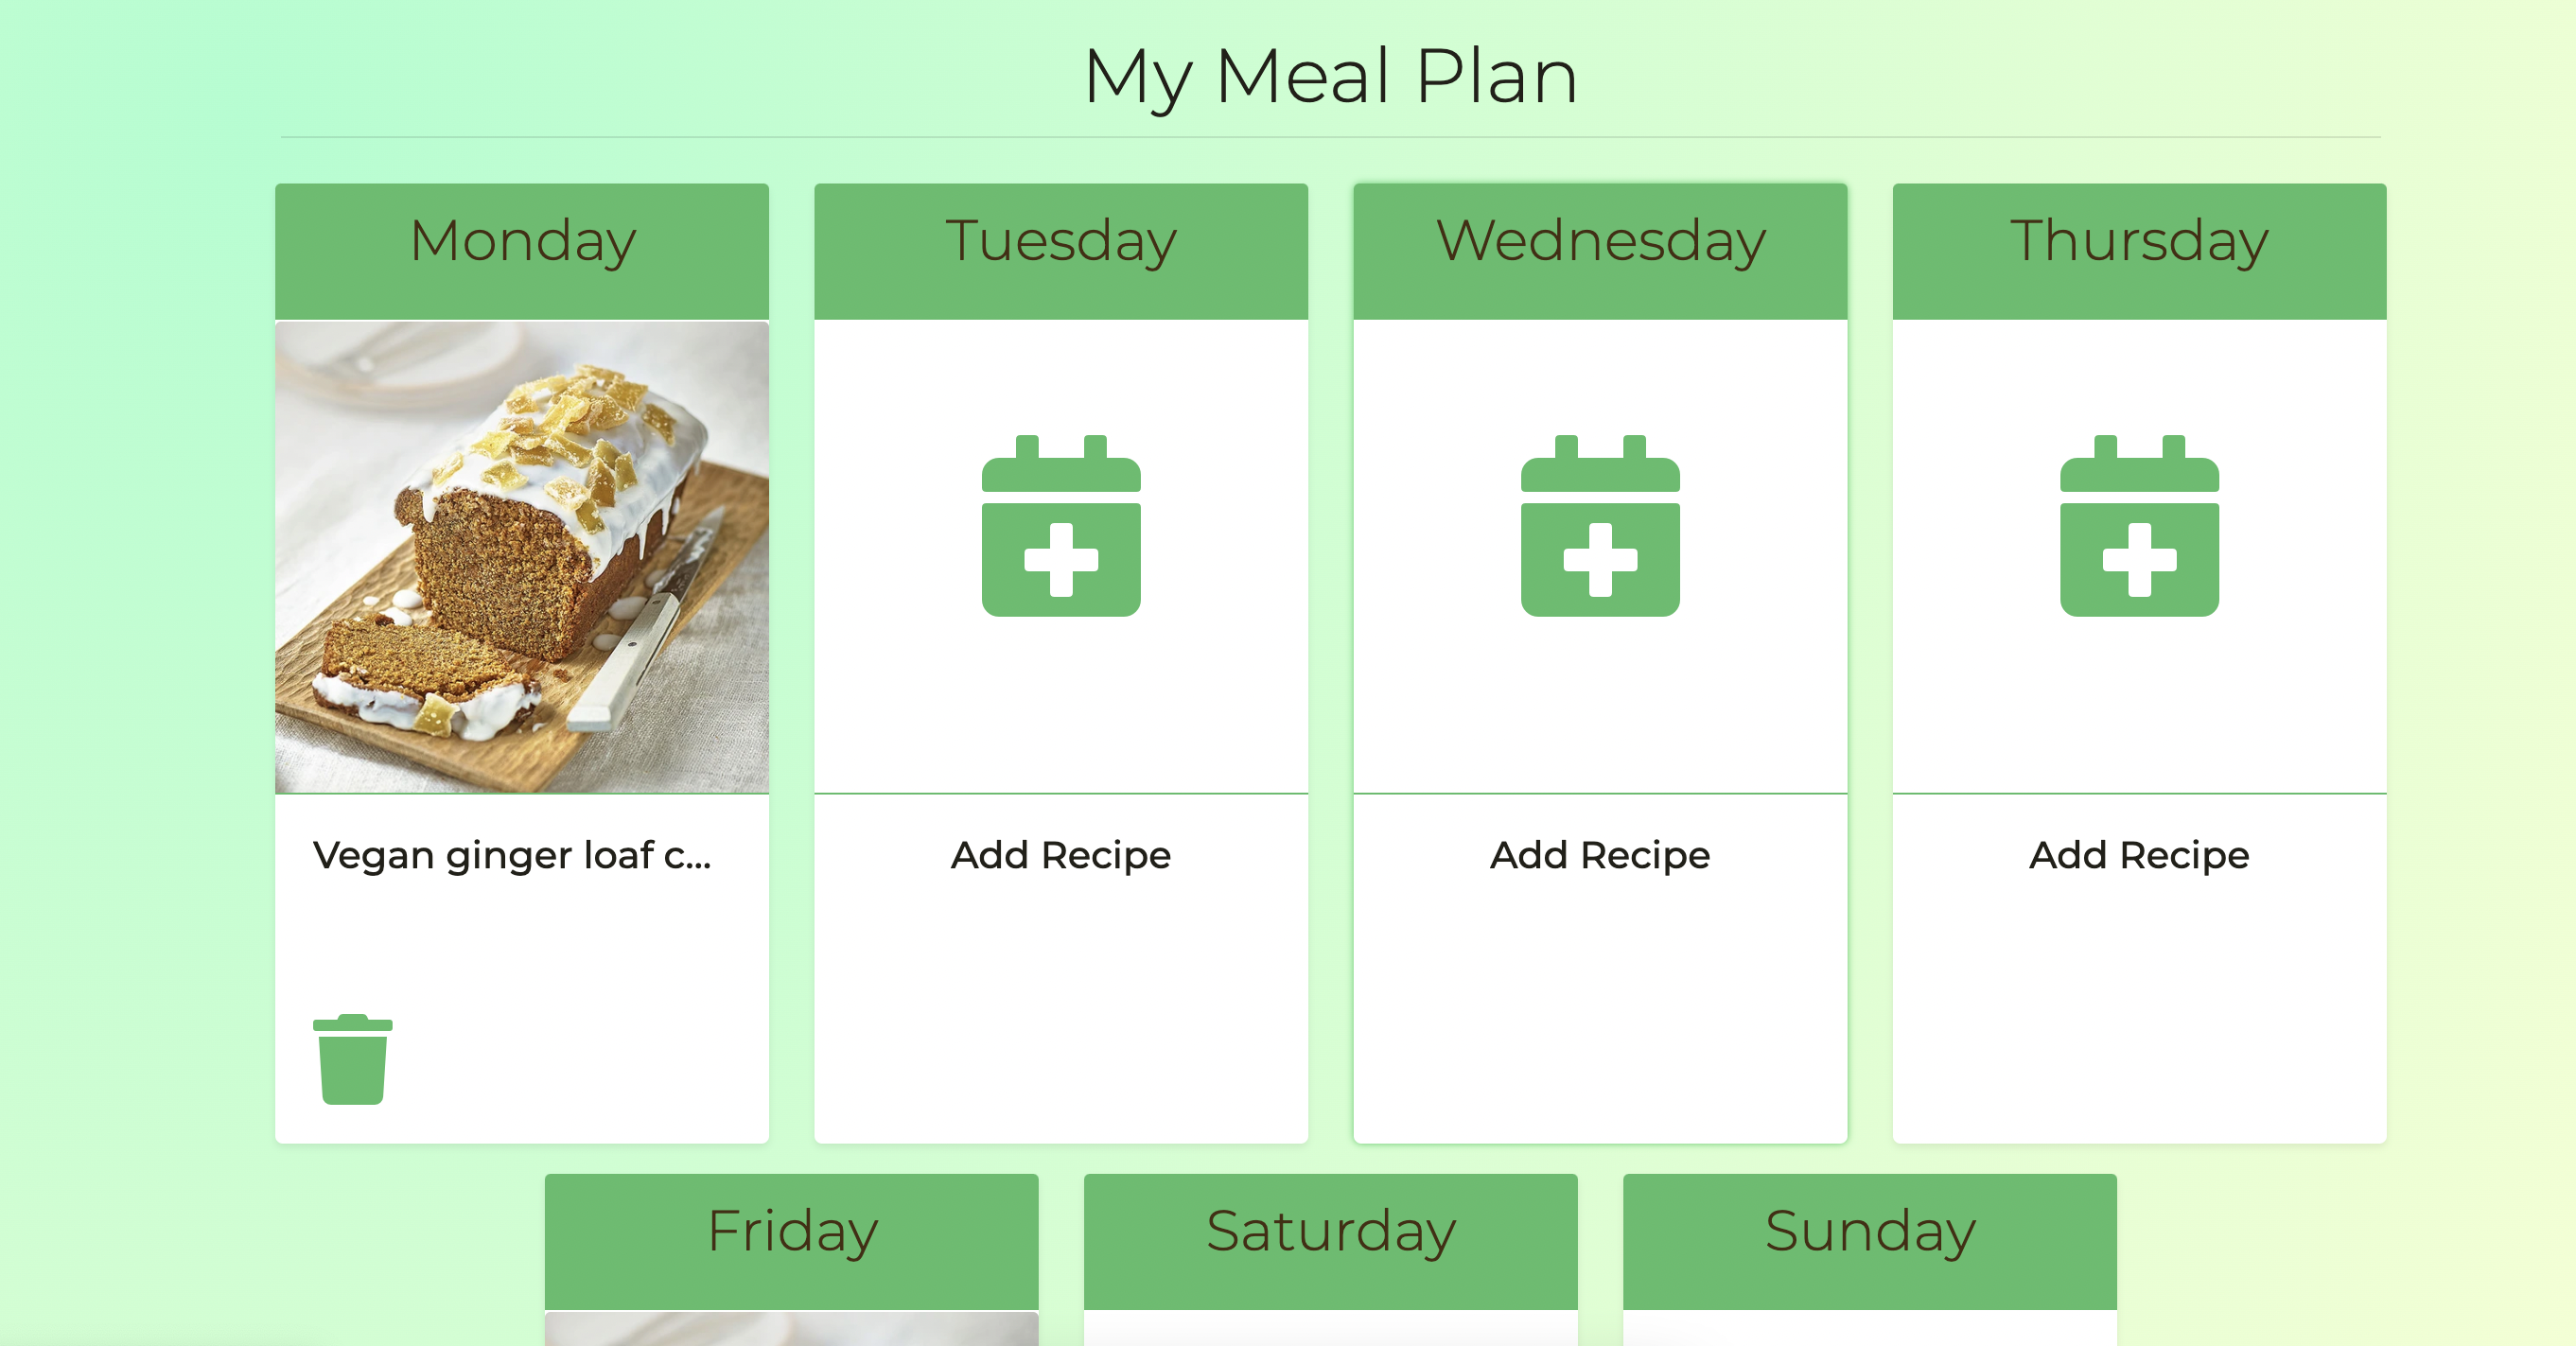 My Meal Plan
Monday
Tuesday
Wednesday
Thursday
Vegan ginger loaf c...
Add Recipe
Add Recipe
Add Recipe
Friday
Saturday
Sunday